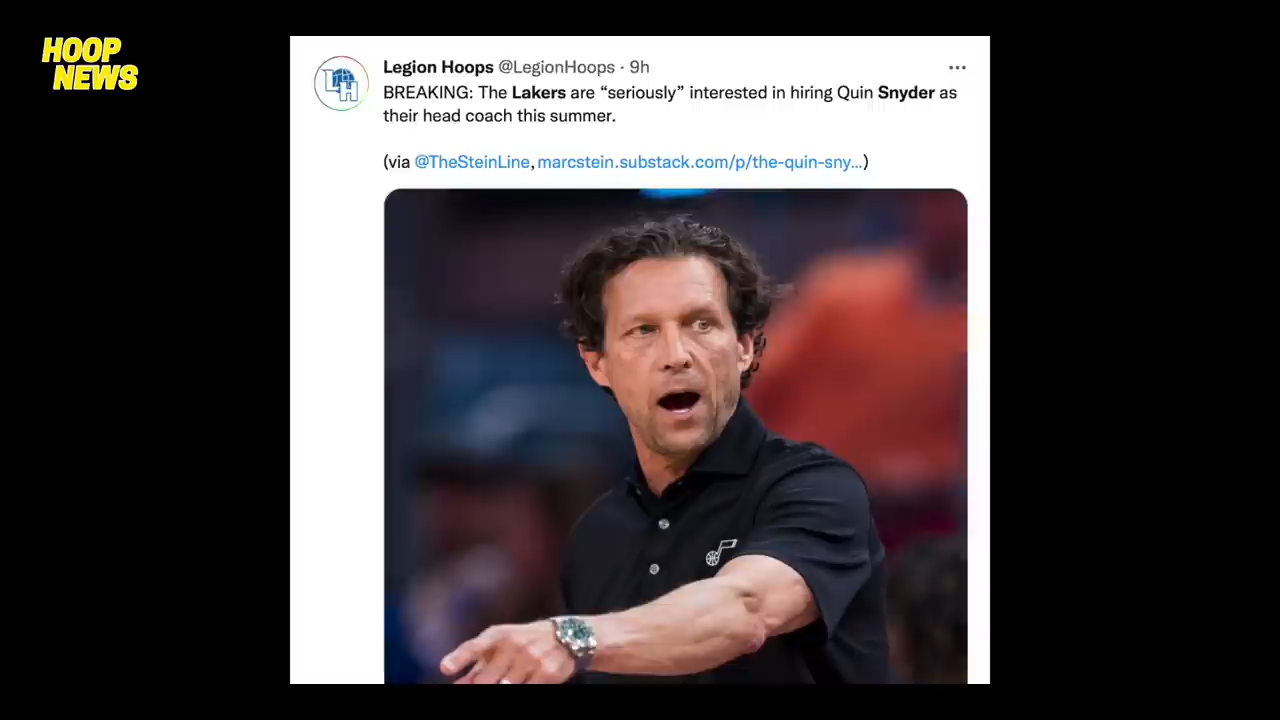 HOOP
NEWS
Legion Hoops @LegionHoops · 9h
BREAKING: The Lakers are “seriously” interested in hiring Quin Snyder as
their head coach this summer.
(via @TheSteinLine, marcstein.substack.com/p/the-quin-sny...)
LH